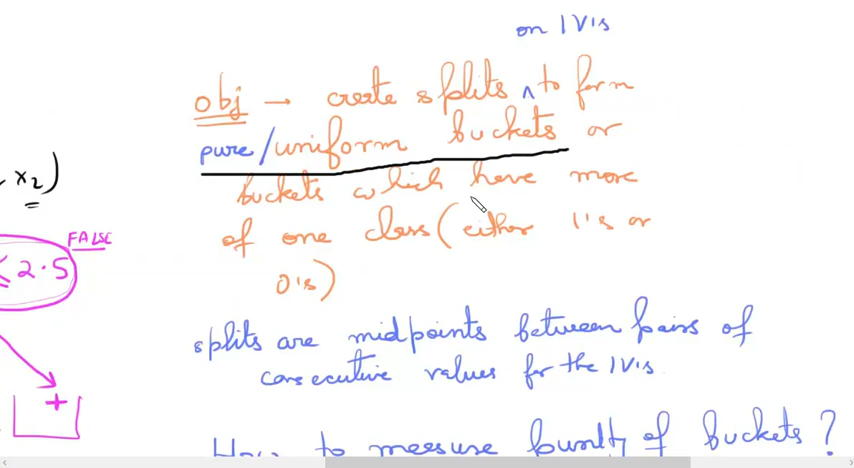 on IV's
obj → create splits ^ to form
pure/uniform buckets or
x2)
buckets which have more
FALSE
of one class (either 1's or
2.5
0's)
splits are midpoints between pairs of
consecutive values for the IV's.
+
How to measure purity of buckets?